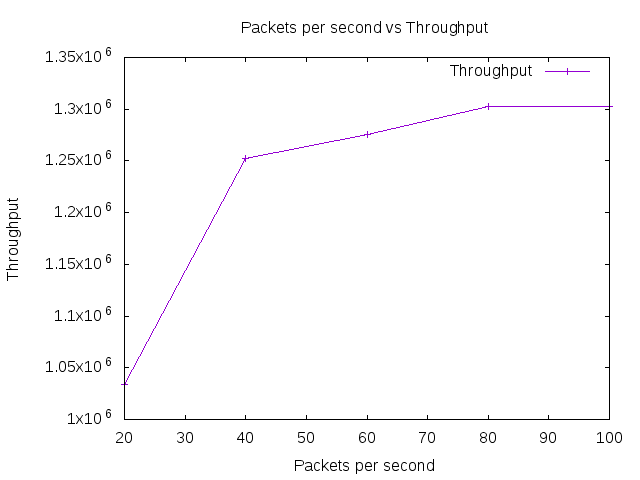 Packets per second vs Throughput
1.35x10^6
Throughput
1.3x10^6
1.25x10^6
1.2x10^6
1.15x10^6
1.1x10^6
1.05x10^6
1x10^6
Throughput
20 30 40 50 60 70 80 90 100
Packets per second